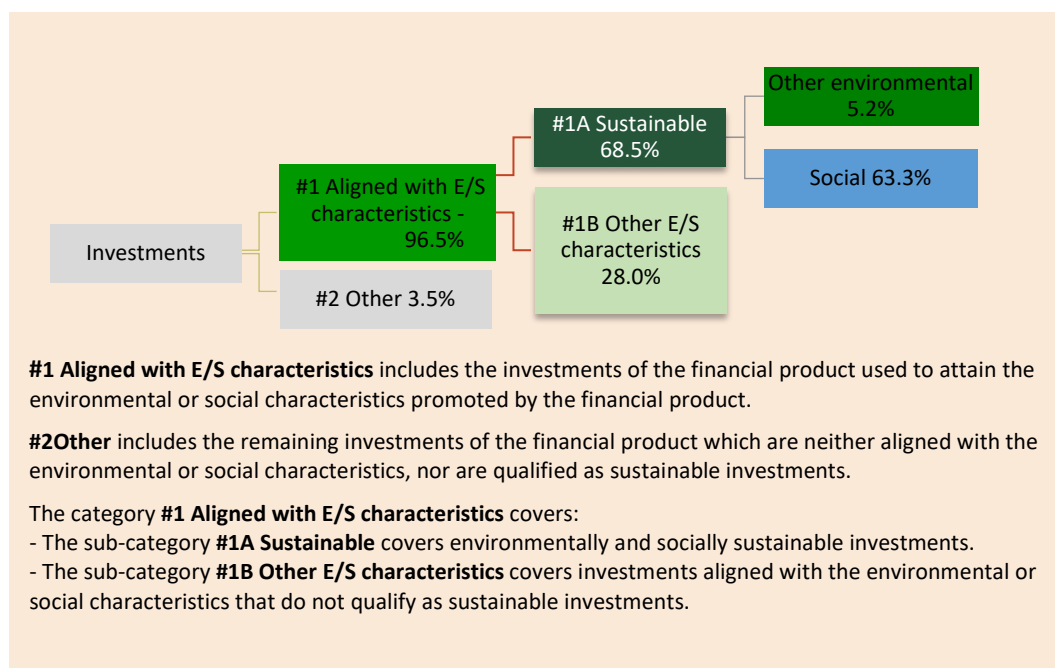 Investments
#1 Aligned with E/S
characteristics -
96.5%
#2 Other 3.5%
#1A Sustainable
68.5%
#1B Other E/S
characteristics
28.0%
Other environmental
5.2%
Social 63.3%
#1 Aligned with E/S characteristics includes the investments of the financial product used to attain the
environmental or social characteristics promoted by the financial product.
#2Other includes the remaining investments of the financial product which are neither aligned with the
environmental or social characteristics, nor are qualified as sustainable investments.
The category #1 Aligned with E/S characteristics covers:
- The sub-category #1A Sustainable covers environmentally and socially sustainable investments.
- The sub-category #1B Other E/S characteristics covers investments aligned with the environmental or
social characteristics that do not qualify as sustainable investments.